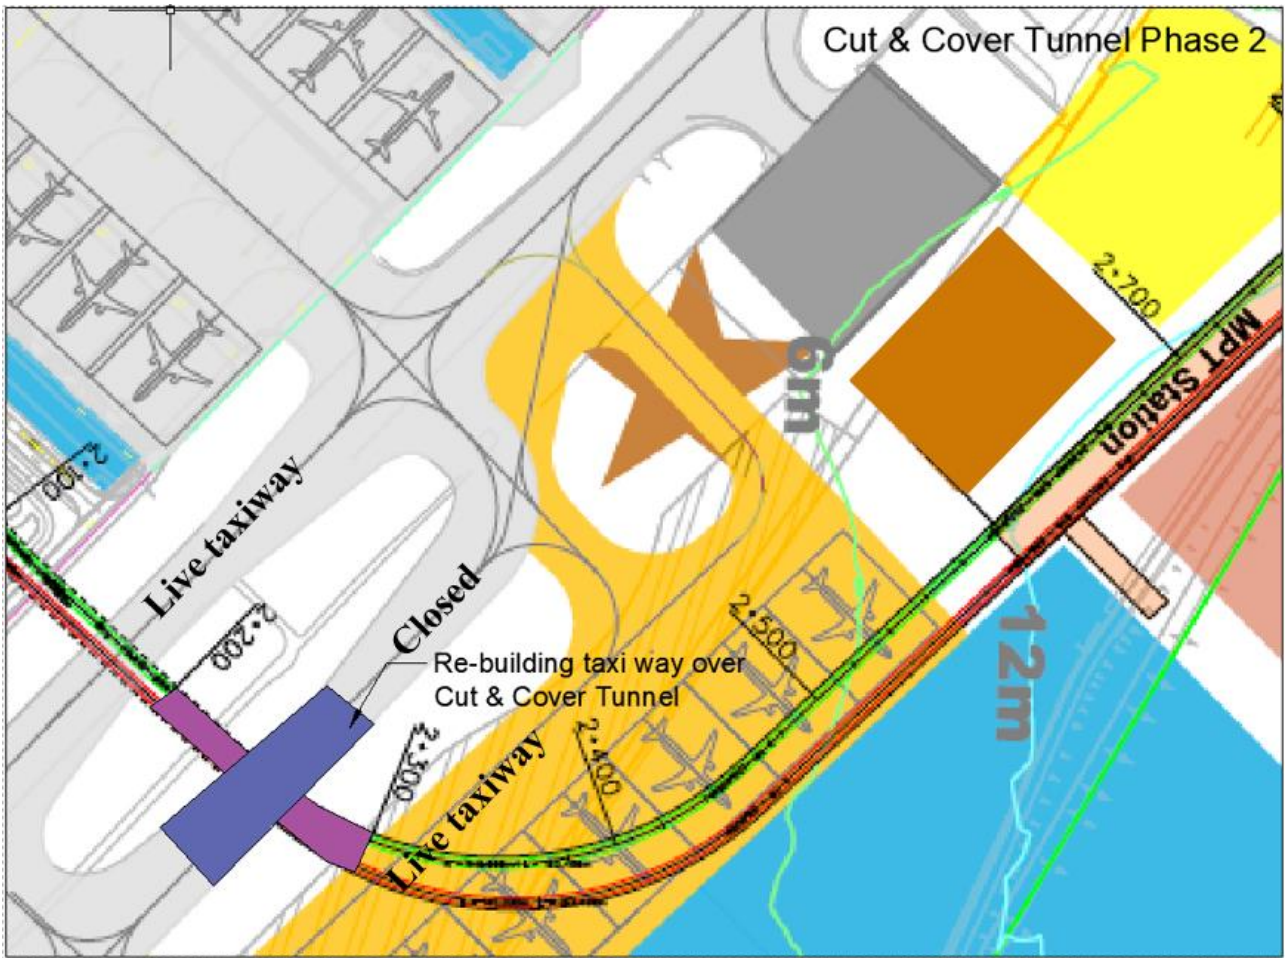 Cut & Cover Tunnel Phase 2
2+700
MPT Station
6m
2+100
Live taxiway
Closed
2+200
Re-building taxi way over
Cut & Cover Tunnel
2+500
12m
2+300
2+400
Live taxiway